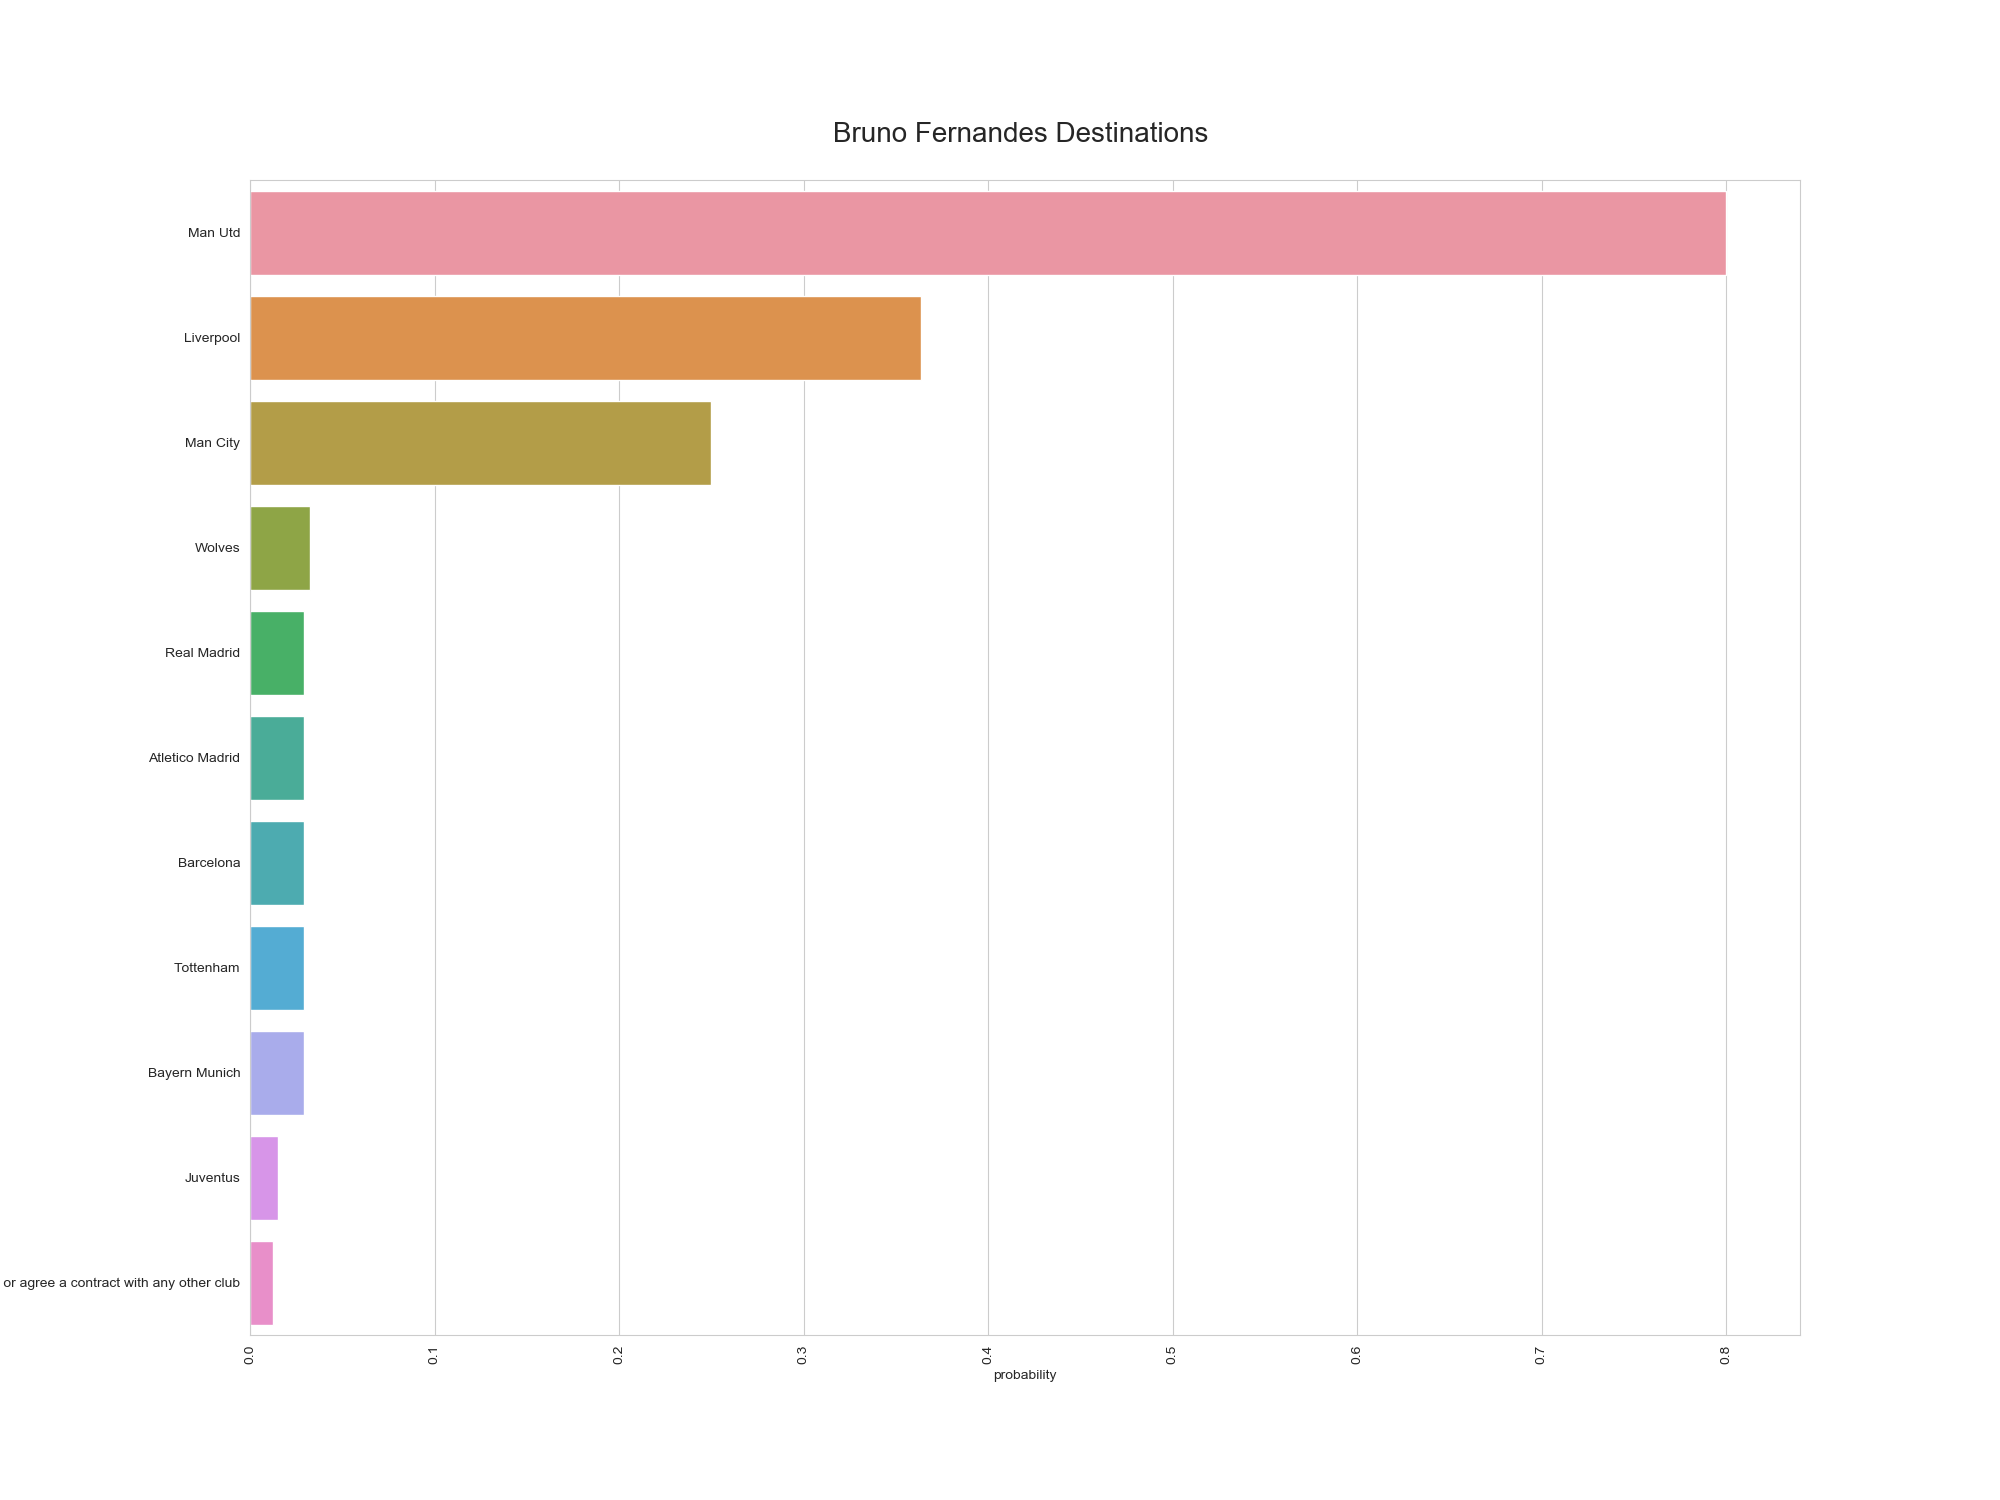 Bruno Fernandes Destinations
Man Utd
Liverpool
Man City
Wolves
Real Madrid
Atletico Madrid
Barcelona
Tottenham
Bayern Munich
Juventus
or agree a contract with any other club
0.0 0.1 0.2 0.3 0.4 0.5 0.6 0.7 0.8
probability